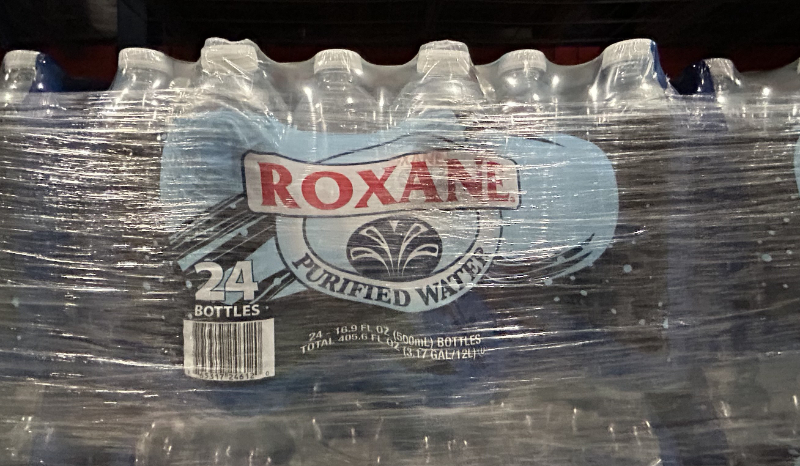 ROXANE
PURIFIED WATER
24
BOTTLES
24 - 16.9 FL OZ (500mL) BOTTLES
TOTAL 405.6 FL OZ (3.17 GAL/12L)